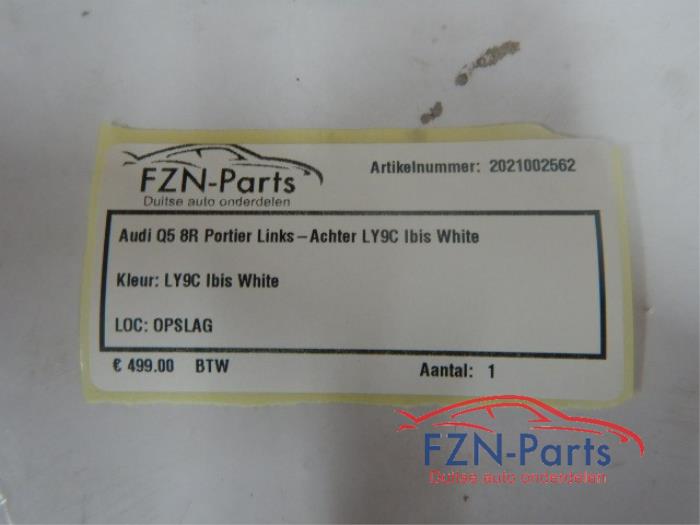 FZN-Parts
Duitse auto onderdelen
Artikelnummer: 2021002562
Audi Q5 8R Portier Links-Achter LY9C Ibis White
Kleur: LY9C Ibis White
LOC: OPSLAG
€ 499.00 BTW Aantal: 1
FZN-Parts
Duitse auto onderdelen